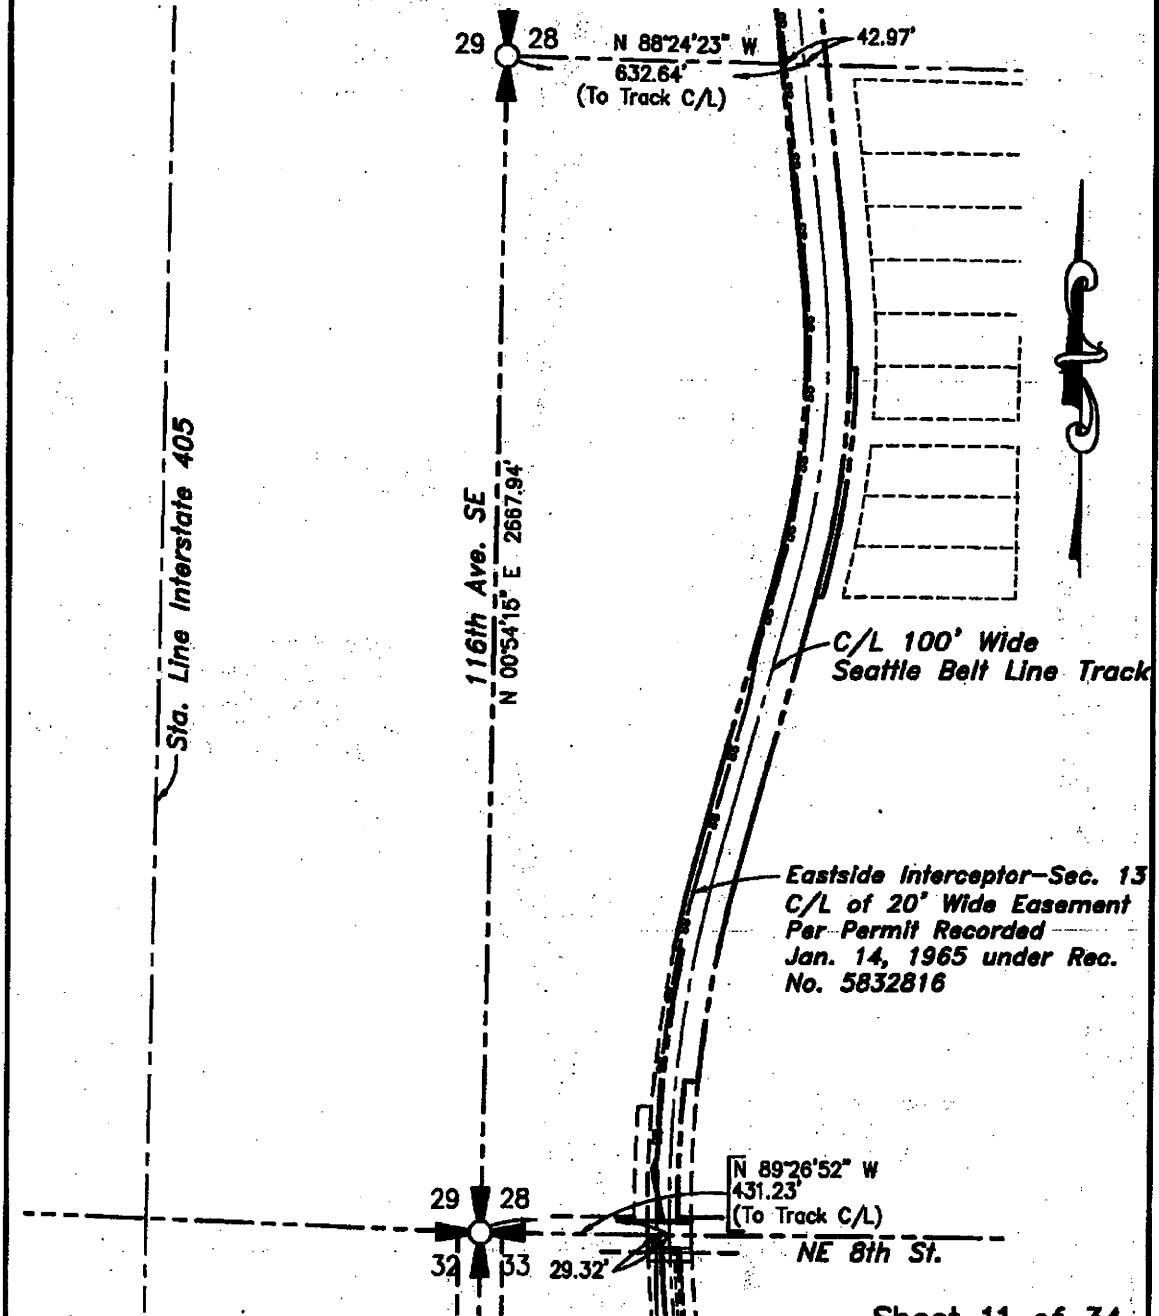 29 28
N 88°24'23" W
632.64'
(To Track C/L)
42.97'
Sta. Line Interstate 405
116th Ave. SE
N 00°54'15" E 2667.94'
C/L 100' Wide
Seattle Belt Line Track
Eastside Interceptor-Sec. 13
C/L of 20' Wide Easement
Per Permit Recorded
Jan. 14, 1965 under Rec.
No. 5832816
N 89°26'52" W
431.23'
(To Track C/L)
29 28
32 33
29.32'
NE 8th St.
Sheet 11 of 34